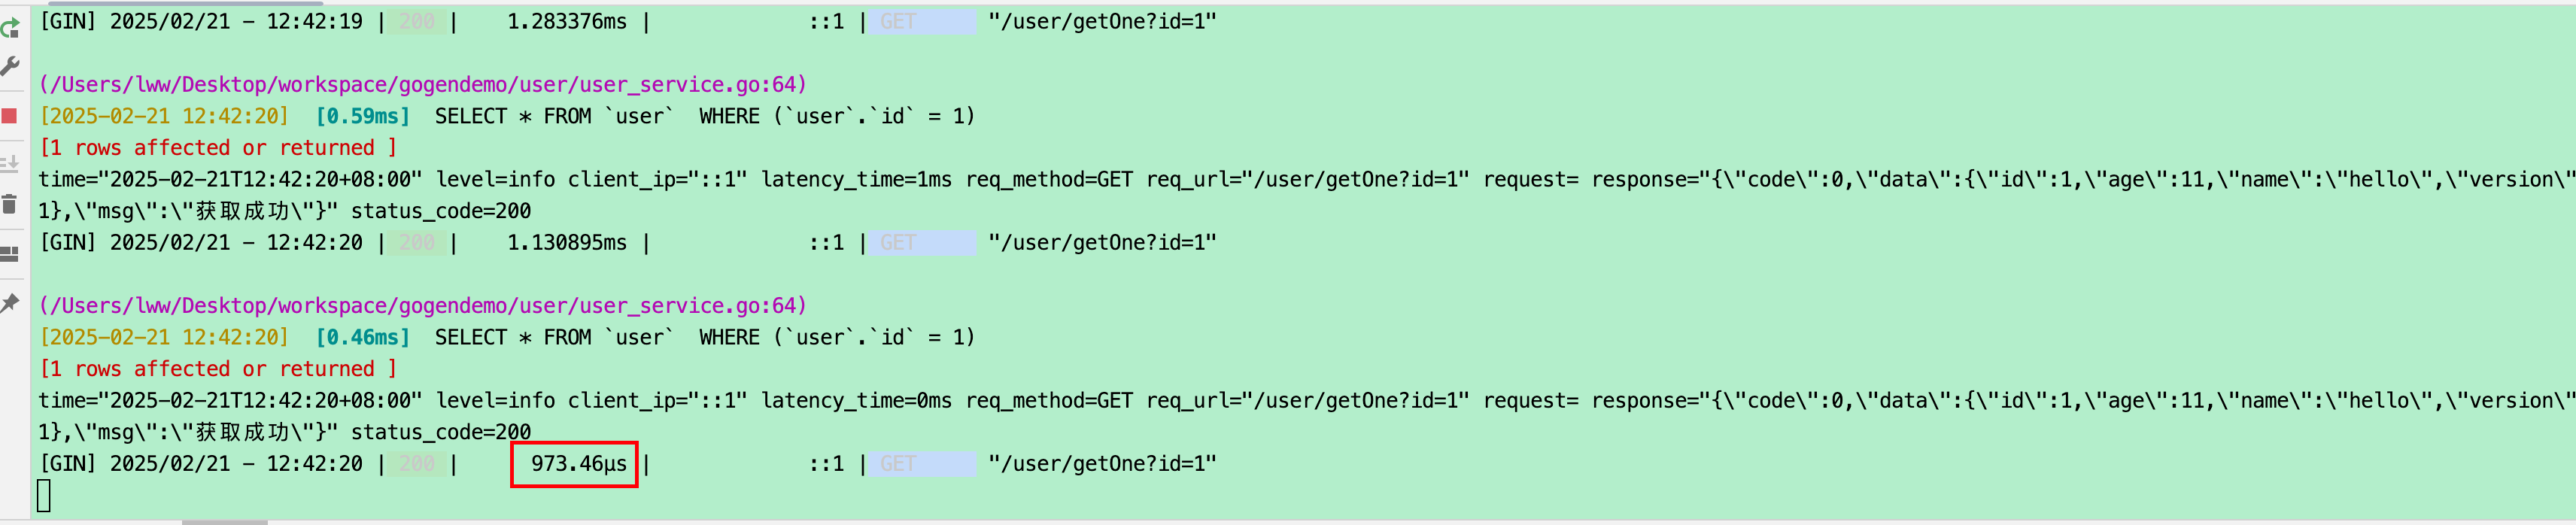 [GIN] 2025/02/21 - 12:42:19 | 200 |    1.283376ms |            ::1 | GET      "/user/getOne?id=1"
(/Users/lww/Desktop/workspace/gogendemo/user/user_service.go:64)
[2025-02-21 12:42:20]  [0.59ms]  SELECT * FROM `user`  WHERE (`user`.`id` = 1)
[1 rows affected or returned ]
time="2025-02-21T12:42:20+08:00" level=info client_ip="::1" latency_time=1ms req_method=GET req_url="/user/getOne?id=1" request= response="{\"code\":0,\"data\":{\"id\":1,\"age\":11,\"name\":\"hello\",\"version\"
1},\"msg\":\"获取成功\"}" status_code=200
[GIN] 2025/02/21 - 12:42:20 | 200 |    1.130895ms |            ::1 | GET      "/user/getOne?id=1"
(/Users/lww/Desktop/workspace/gogendemo/user/user_service.go:64)
[2025-02-21 12:42:20]  [0.46ms]  SELECT * FROM `user`  WHERE (`user`.`id` = 1)
[1 rows affected or returned ]
time="2025-02-21T12:42:20+08:00" level=info client_ip="::1" latency_time=0ms req_method=GET req_url="/user/getOne?id=1" request= response="{\"code\":0,\"data\":{\"id\":1,\"age\":11,\"name\":\"hello\",\"version\"
1},\"msg\":\"获取成功\"}" status_code=200
[GIN] 2025/02/21 - 12:42:20 | 200 |      973.46µs |            ::1 | GET      "/user/getOne?id=1"